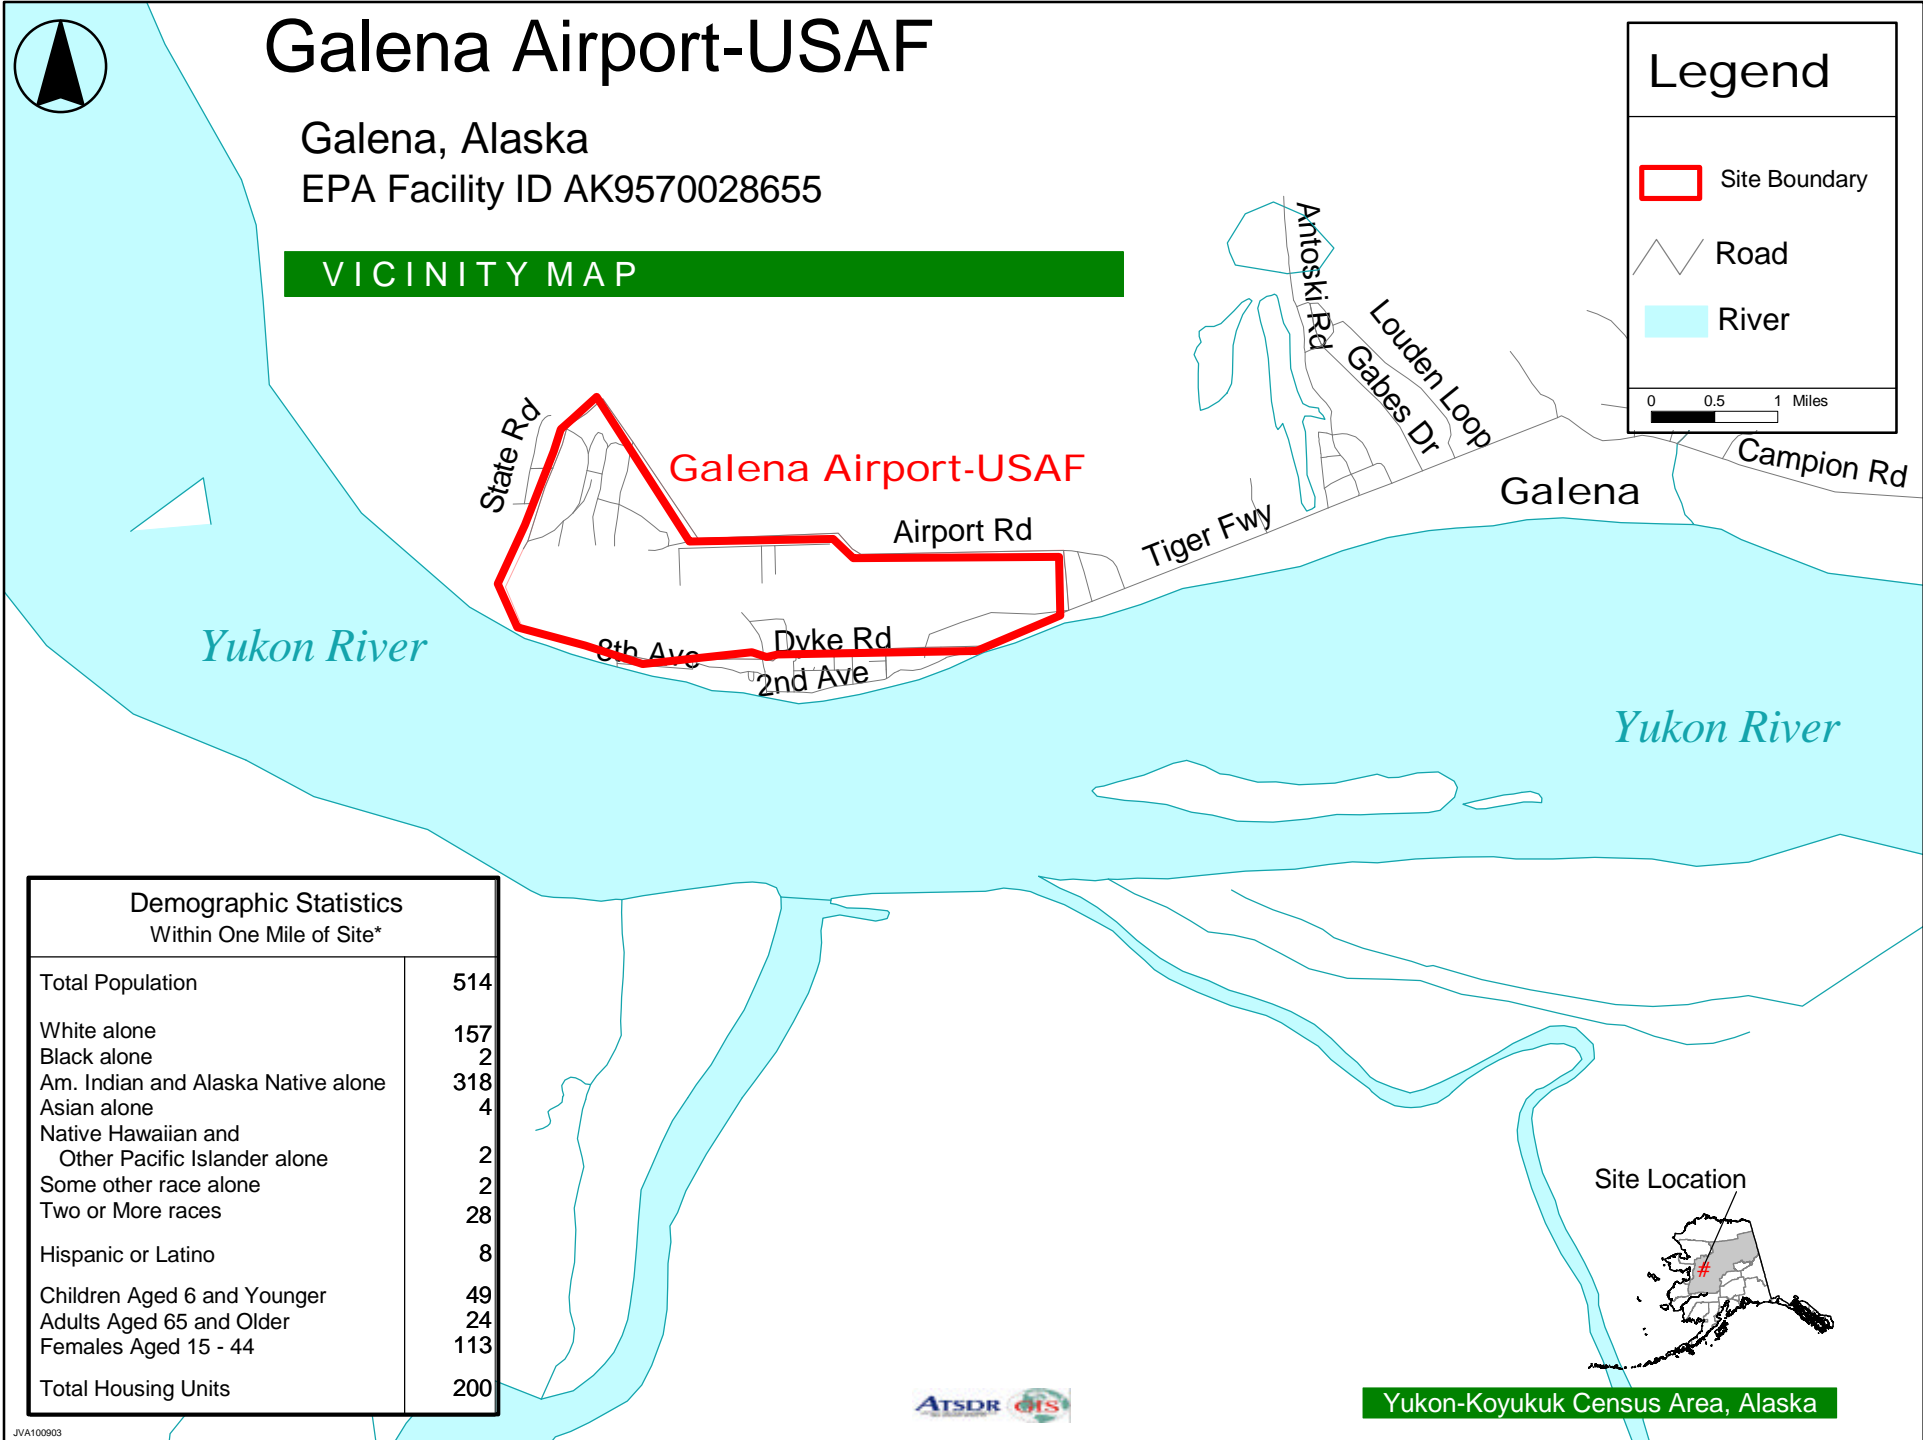 Galena Airport-USAF
Galena, Alaska
EPA Facility ID AK9570028655
VICINITY MAP
Legend
Site Boundary
Road
River
0 0.5 1 Miles
Antoski Rd
Louden Loop
Gabes Dr
State Rd
Galena Airport-USAF
Airport Rd
Tiger Fwy
Galena
Campion Rd
Yukon River
8th Ave
Dyke Rd
2nd Ave
Yukon River
Demographic Statistics
Within One Mile of Site*
Total Population 514
White alone 157
Black alone 2
Am. Indian and Alaska Native alone 318
Asian alone 4
Native Hawaiian and
Other Pacific Islander alone 2
Some other race alone 2
Two or More races 28
Hispanic or Latino 8
Children Aged 6 and Younger 49
Adults Aged 65 and Older 24
Females Aged 15 - 44 113
Total Housing Units 200
Site Location
#
ATSDR GIS
Yukon-Koyukuk Census Area, Alaska
JVA100903